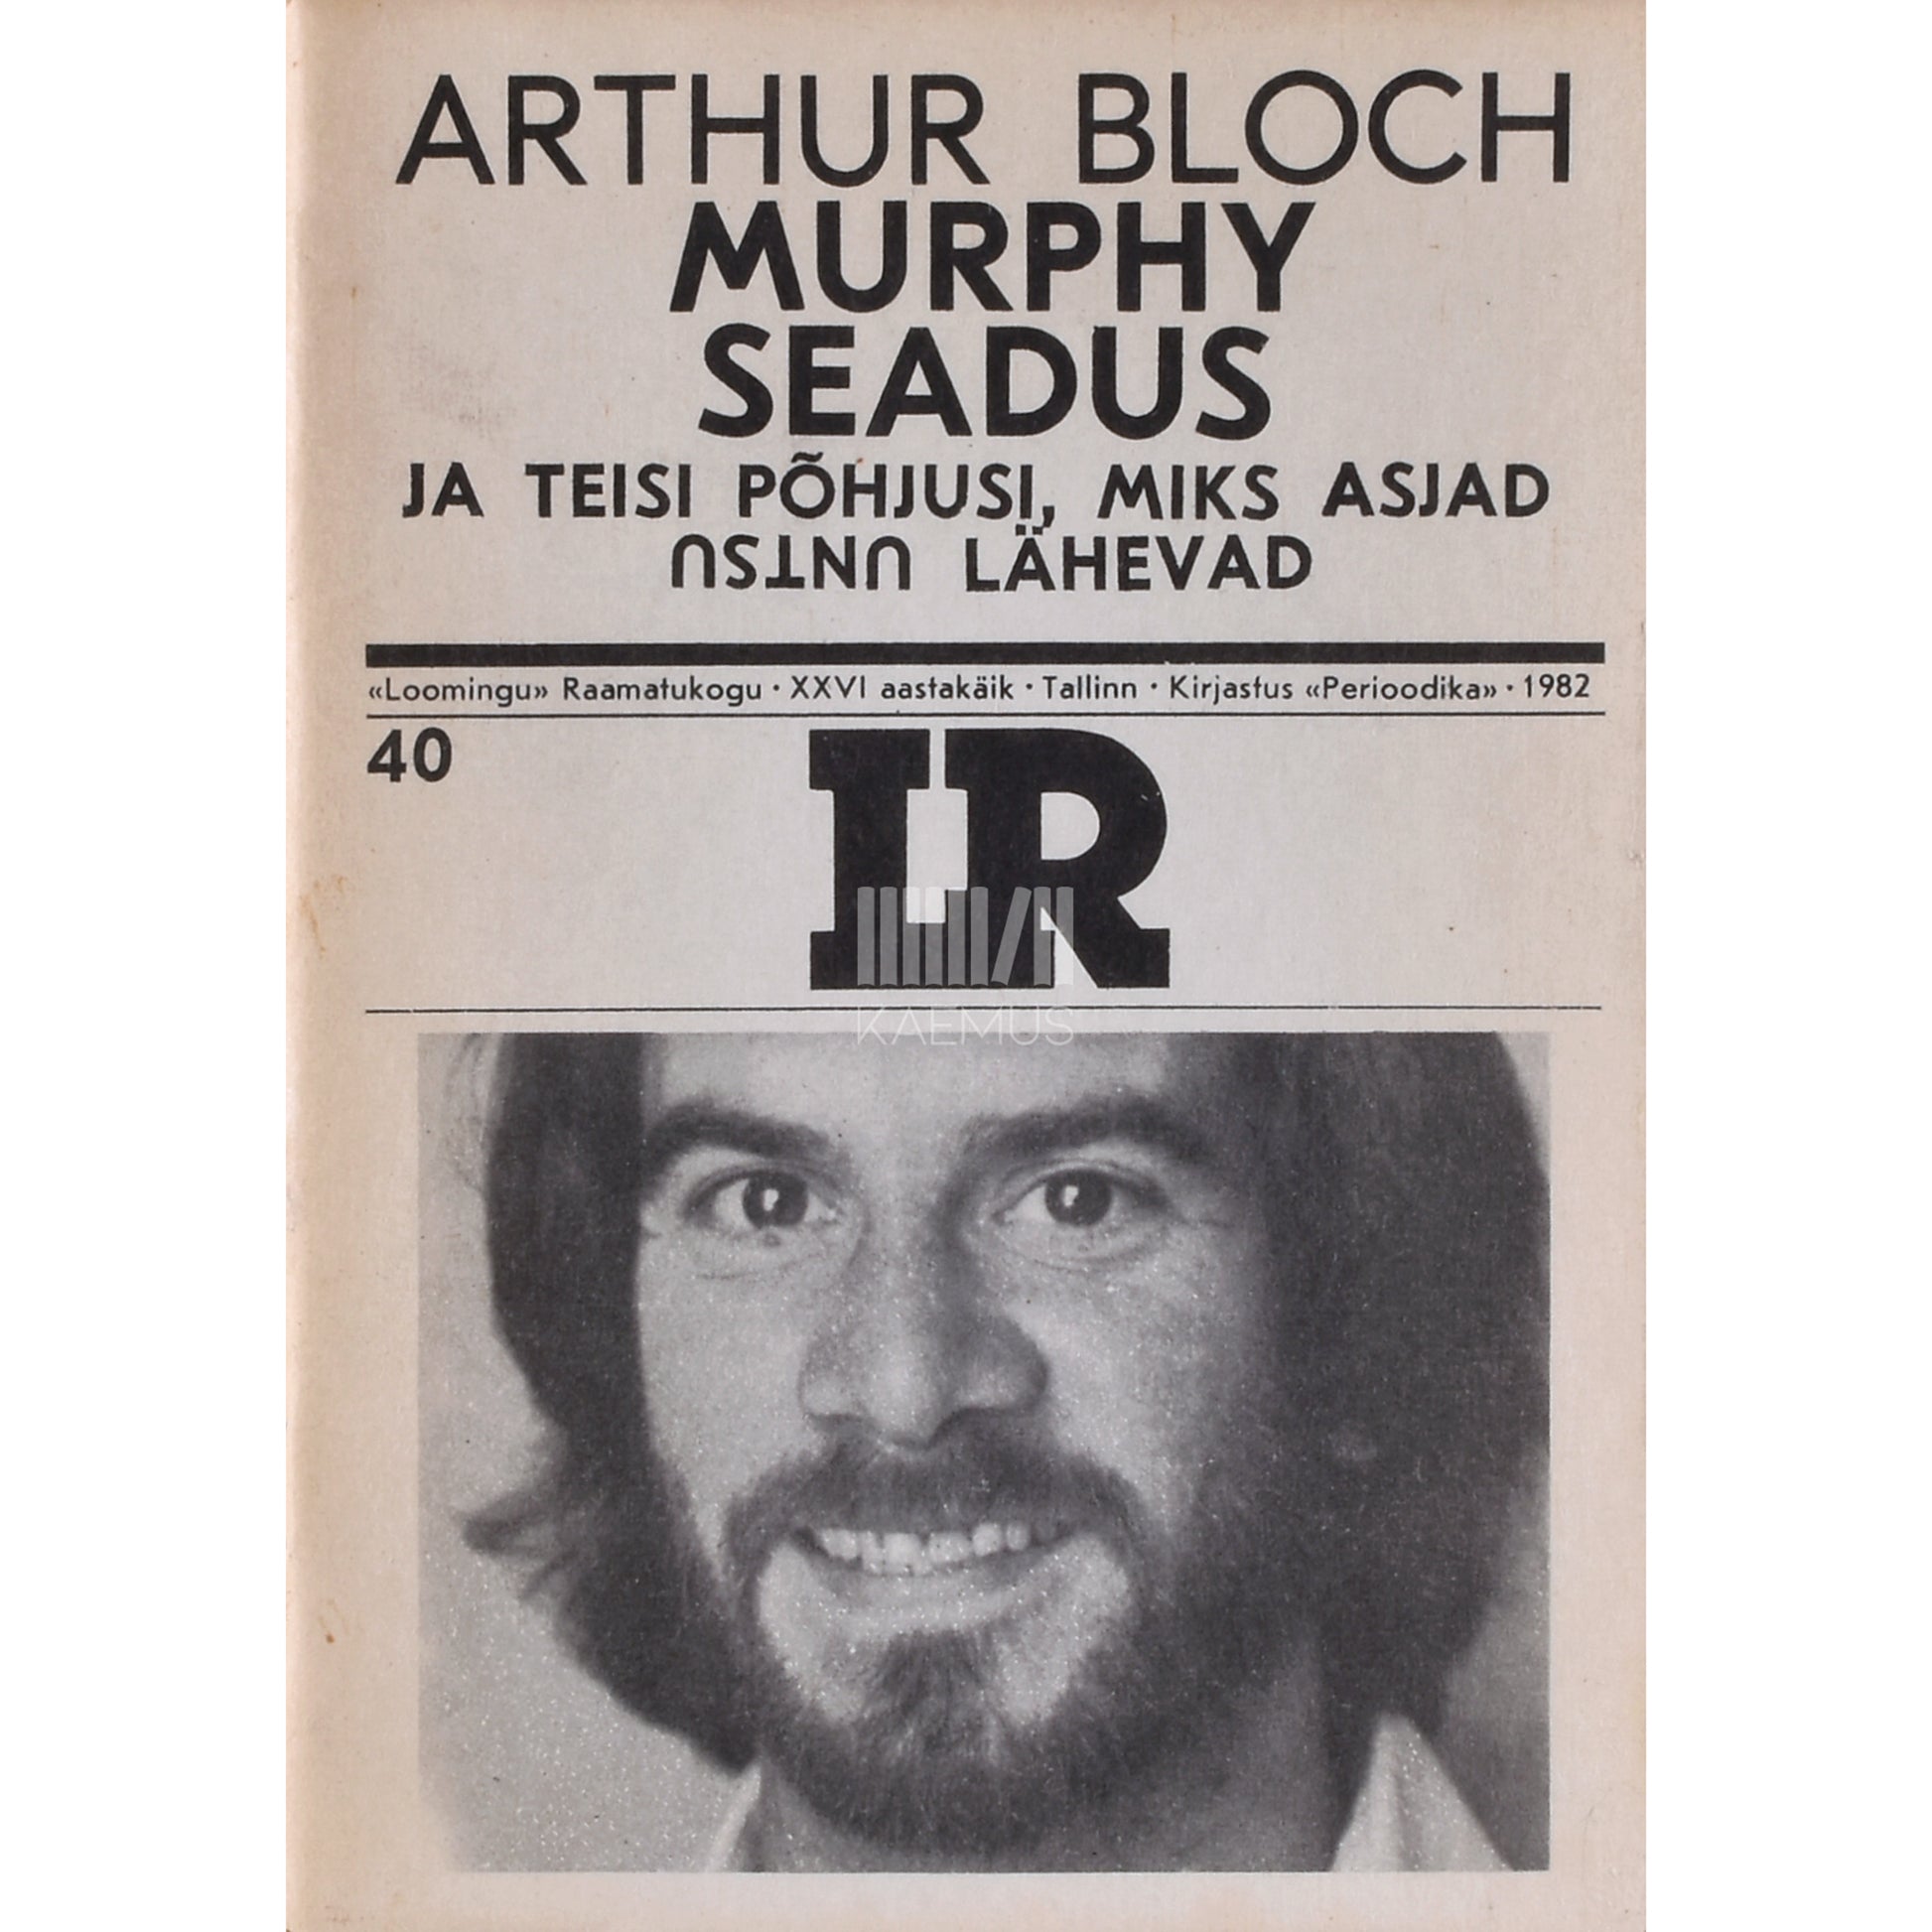 ARTHUR BLOCH
MURPHY
SEADUS
JA TEISI PÕHJUSI, MIKS ASJAD
UNTSU LÄHEVAD
«Loomingu» Raamatukogu · XXVI aastakäik · Tallinn · Kirjastus «Perioodika» · 1982
40
LR
KAEMUS